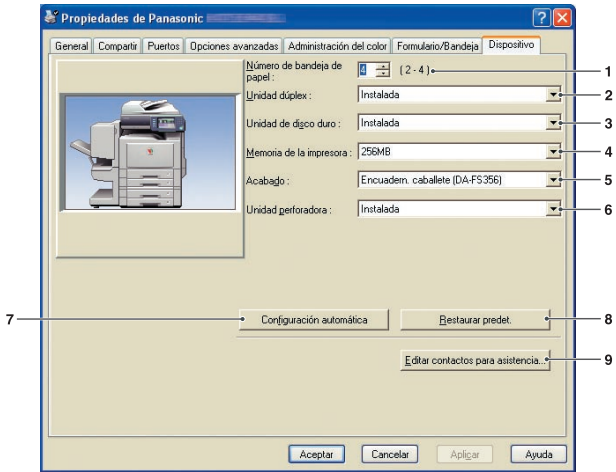 Propiedades de Panasonic
General Compartir Puertos Opciones avanzadas Administración del color Formulario/Bandeja Dispositivo
Número de bandeja de papel : 4 ( 2 - 4 ) 1
Unidad dúplex : Instalada 2
Unidad de disco duro : Instalada 3
Memoria de la impresora : 256MB 4
Acabado : Encuadern. caballete (DA-FS356) 5
Unidad perforadora : Instalada 6
7 Configuración automática Restaurar predet. 8
Editar contactos para asistencia... 9
Aceptar Cancelar Aplicar Ayuda